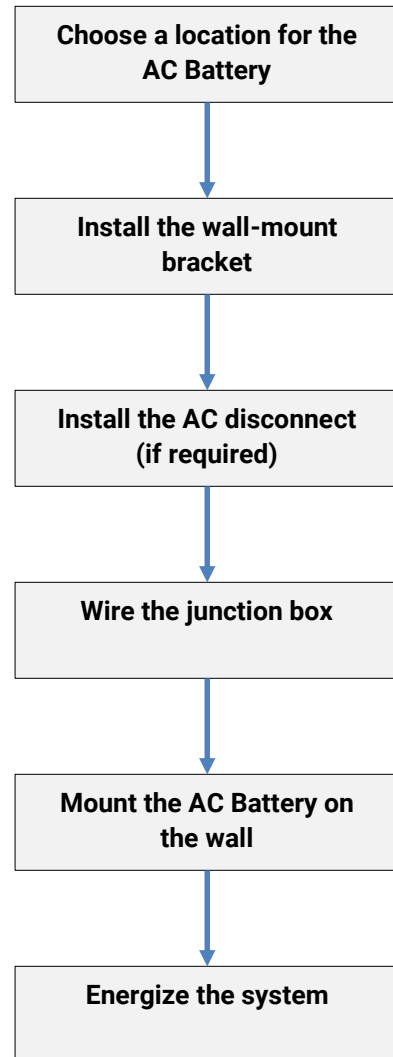 Choose a location for the
AC Battery
Install the wall-mount
bracket
Install the AC disconnect
(if required)
Wire the junction box
Mount the AC Battery on
the wall
Energize the system